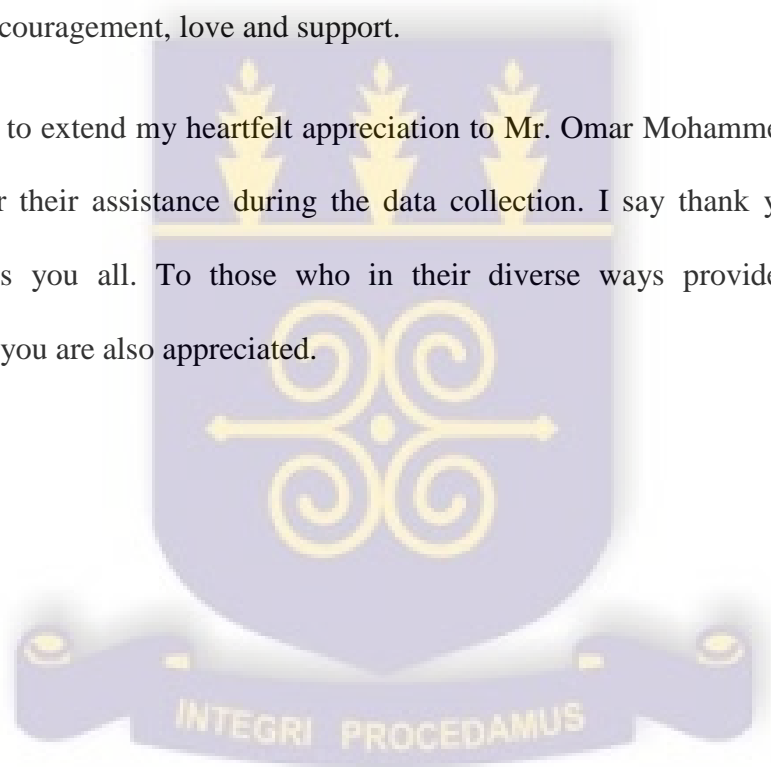 couragement, love and support.
to extend my heartfelt appreciation to Mr. Omar Mohamme
r their assistance during the data collection. I say thank y
s you all. To those who in their diverse ways provide
you are also appreciated.
INTEGRI PROCEDAMUS